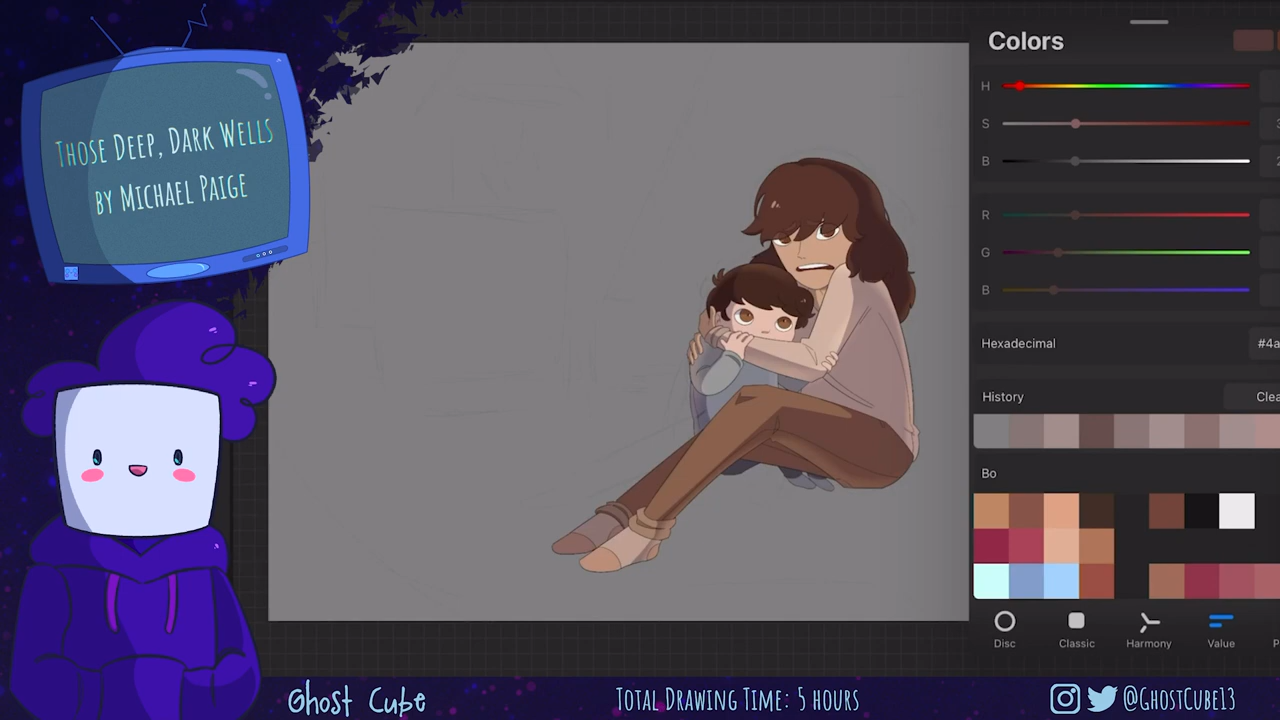 Those Deep, Dark Wells
by Michael Paige
Colors
H
S
B
R
G
B
Hexadecimal
#4a
History
Clea
Bo
Disc
Classic
Harmony
Value
P
Ghost Cube
Total Drawing Time: 5 hours
@GhostCube13